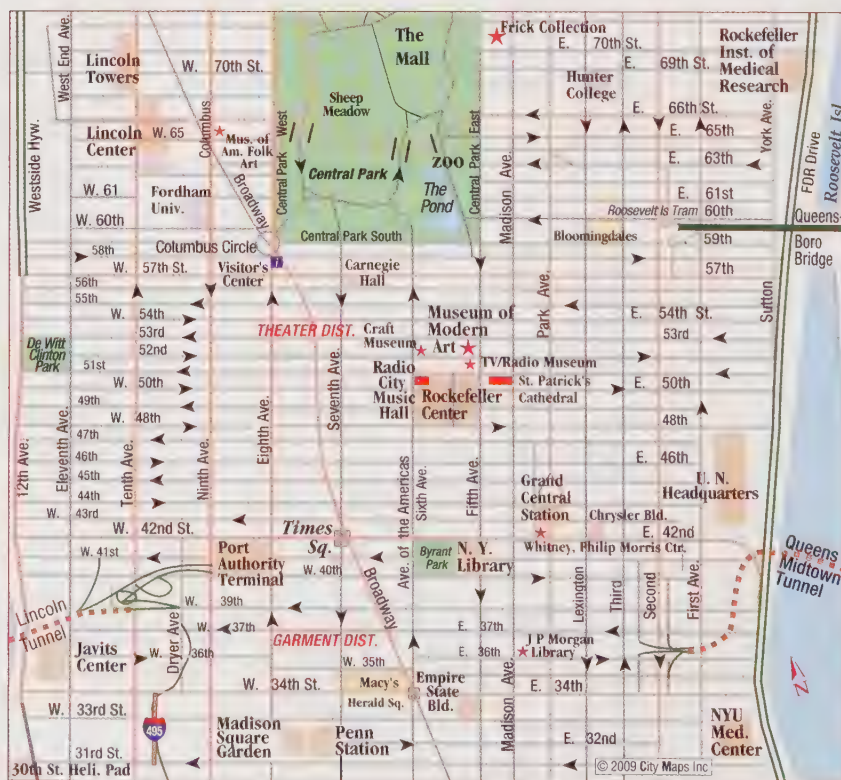 Frick Collection
The
Mall
E. 70th St.
Rockefeller
Inst. of
Medical
Research
West End Ave.
Lincoln
Towers
W. 70th St.
E. 69th St.
Hunter
College
Sheep
Meadow
E. 66th St.
Westside Hyw.
Lincoln
Center
W. 65
Columbus
Mus. of
Am. Folk
Art
Central Park West
Central Park East
E. 65th
York Ave.
FDR Drive
Roosevelt Isl
ZOO
E. 63th
Central Park
The
Pond
Madison Ave.
W. 61
Fordham
Univ.
Broadway
E. 61st
Roosevelt Is Tram
60th
W. 60th
Queens-
Columbus Circle
Central Park South
Bloomingdales
59th
Boro
Bridge
58th
W. 57th St.
Visitor's
Center
Carnegie
Hall
57th
56th
55th
Park Ave.
Sutton
W. 54th
Museum of
Modern
Art
E. 54th St.
53rd
THEATER DIST.
Craft
Museum
53rd
De Witt
Clinton
Park
52nd
51st
TV/Radio Museum
W. 50th
Radio
City
Music
Hall
Rockefeller
Center
St. Patrick's
Cathedral
E. 50th
49th
W. 48th
48th
Seventh Ave.
Eighth Ave.
Ninth Ave.
Tenth Ave.
Eleventh Ave.
12th Ave.
47th
46th
45th
44th
W. 43rd
Ave. of the Americas
Sixth Ave.
Fifth Ave.
E. 46th
U. N.
Headquarters
Grand
Central
Station
Chrysler Bld.
W. 42nd St.
Times
Sq.
E. 42nd
Whitney, Philip Morris Ctr.
Queens
Midtown
Tunnel
W. 41st
Port
Authority
Terminal
W. 40th
Broadway
Byrant
Park
N. Y.
Library
Lexington
Third
Second
First Ave.
Lincoln
Tunnel
W. 39th
W. 37th
GARMENT DIST.
E. 37th
Javits
Center
Dryer Ave
W. 36th
E. 36th
J P Morgan
Library
W. 35th
W. 34th St.
Macy's
Herald Sq.
Empire
State
Bld.
Madison Ave.
E. 34th
W. 33rd
495
Madison
Square
Garden
Penn
Station
E. 32nd
NYU
Med.
Center
N
31rd St.
30th St. Heli. Pad
© 2009 City Maps Inc